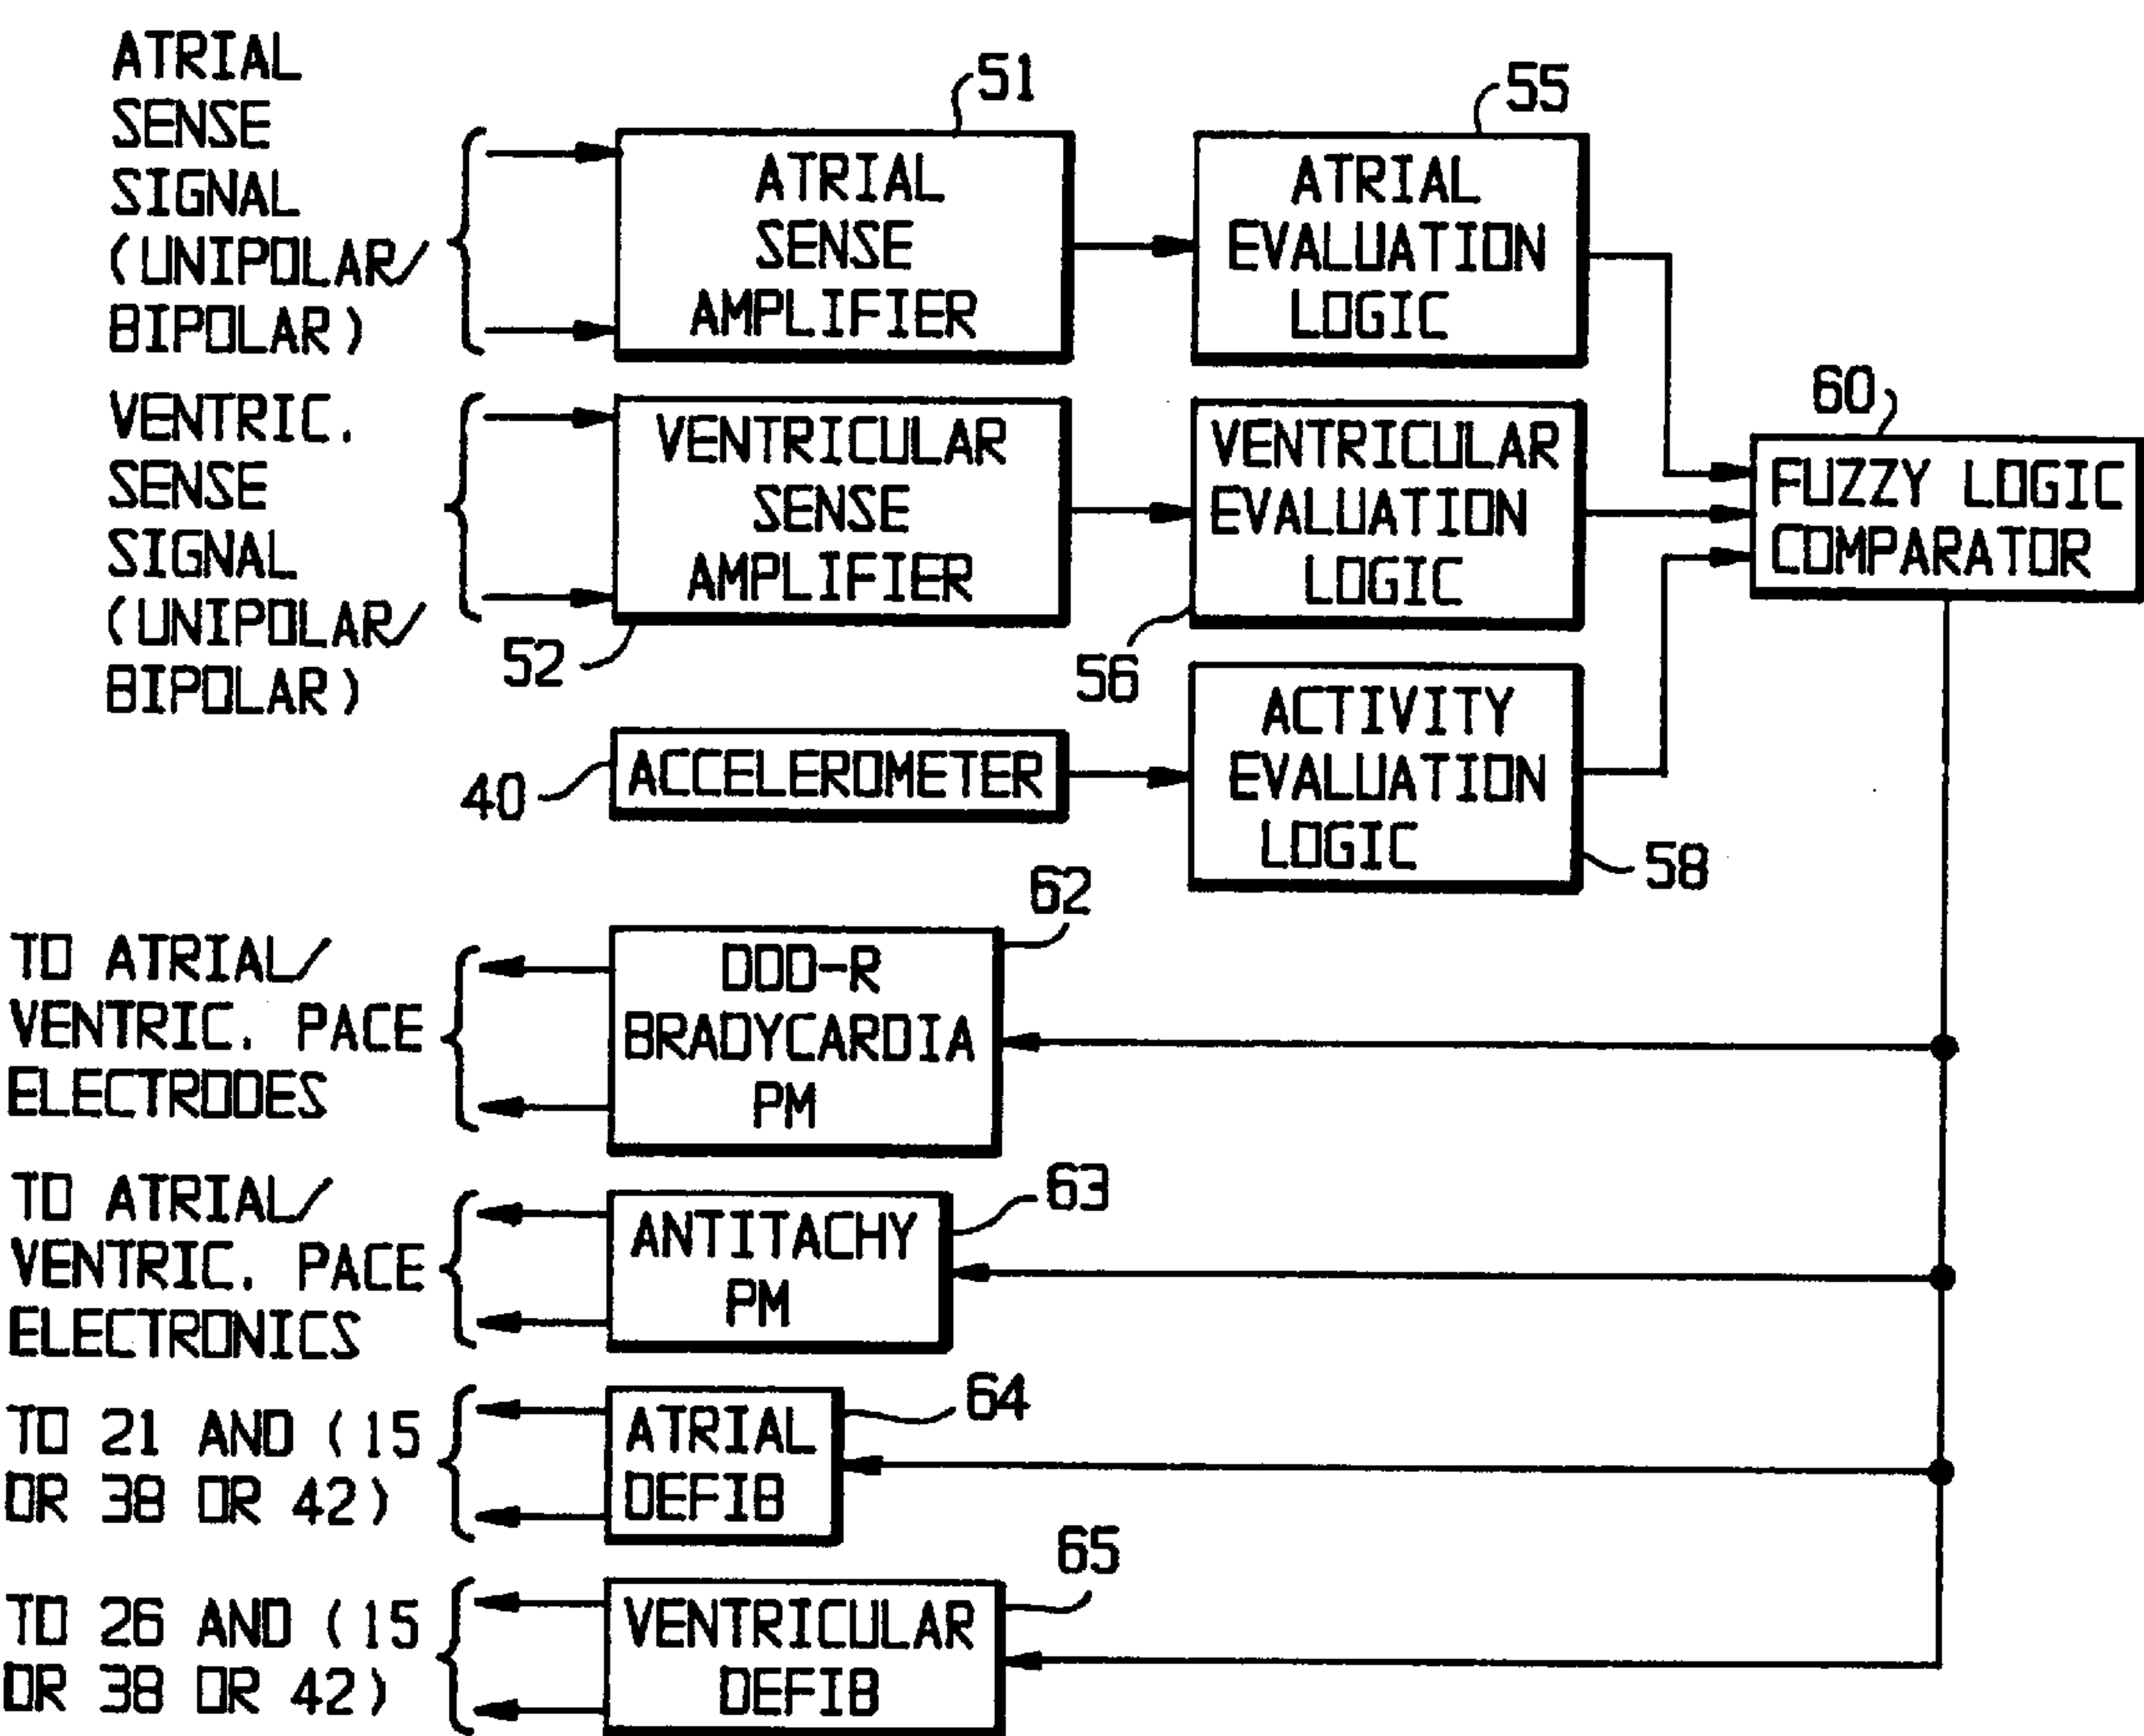 ATRIAL
SENSE
SIGNAL
(UNIPOLAR/
BIPOLAR)
51
ATRIAL
SENSE
AMPLIFIER
55
ATRIAL
EVALUATION
LOGIC
VENTRIC.
SENSE
SIGNAL
(UNIPOLAR/
BIPOLAR)
VENTRICULAR
SENSE
AMPLIFIER
52
VENTRICULAR
EVALUATION
LOGIC
56
60
FUZZY LOGIC
COMPARATOR
40
ACCELEROMETER
ACTIVITY
EVALUATION
LOGIC
58
TO ATRIAL/
VENTRIC. PACE
ELECTRODES
62
DDD-R
BRADYCARDIA
PM
TO ATRIAL/
VENTRIC. PACE
ELECTRONICS
63
ANTITACHY
PM
TO 21 AND (15
OR 38 OR 42)
64
ATRIAL
DEFIB
TO 26 AND (15
OR 38 OR 42)
65
VENTRICULAR
DEFIB